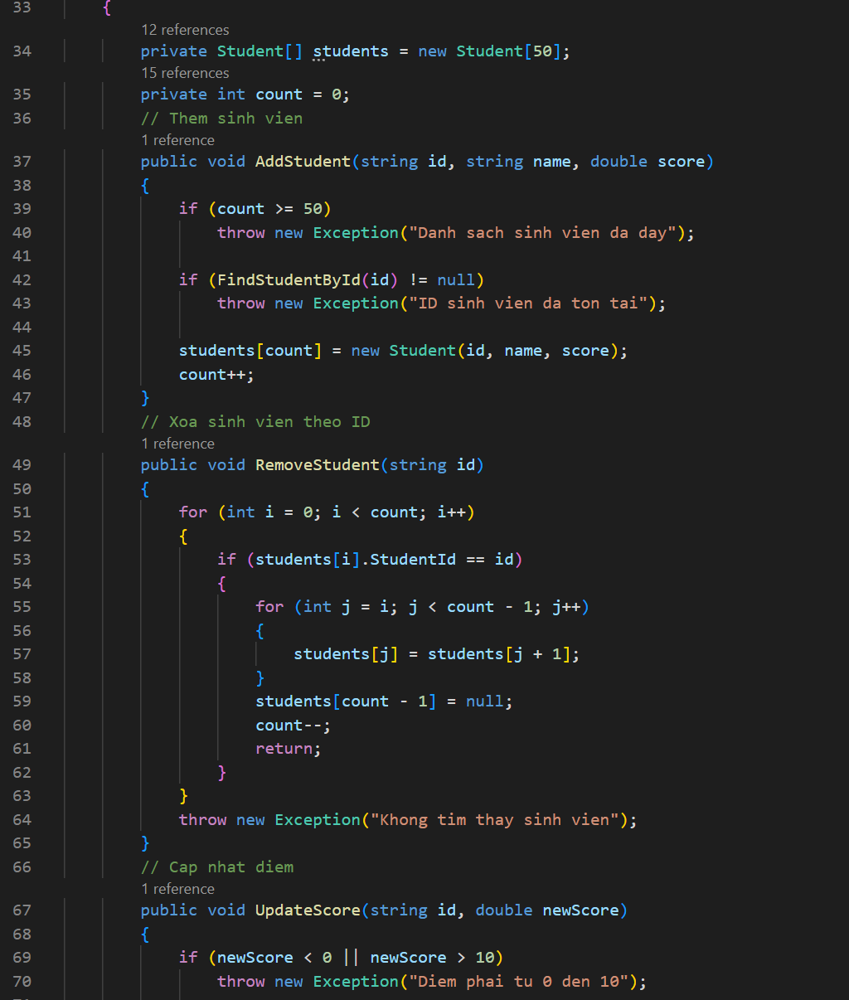 33 {
12 references
34 private Student[] students = new Student[50];
15 references
35 private int count = 0;
36 // Them sinh vien
1 reference
37 public void AddStudent(string id, string name, double score)
38 {
39 if (count >= 50)
40 throw new Exception("Danh sach sinh vien da day");
41
42 if (FindStudentById(id) != null)
43 throw new Exception("ID sinh vien da ton tai");
44
45 students[count] = new Student(id, name, score);
46 count++;
47 }
48 // Xoa sinh vien theo ID
1 reference
49 public void RemoveStudent(string id)
50 {
51 for (int i = 0; i < count; i++)
52 {
53 if (students[i].StudentId == id)
54 {
55 for (int j = i; j < count - 1; j++)
56 {
57 students[j] = students[j + 1];
58 }
59 students[count - 1] = null;
60 count--;
61 return;
62 }
63 }
64 throw new Exception("Khong tim thay sinh vien");
65 }
66 // Cap nhat diem
1 reference
67 public void UpdateScore(string id, double newScore)
68 {
69 if (newScore < 0 || newScore > 10)
70 throw new Exception("Diem phai tu 0 den 10");